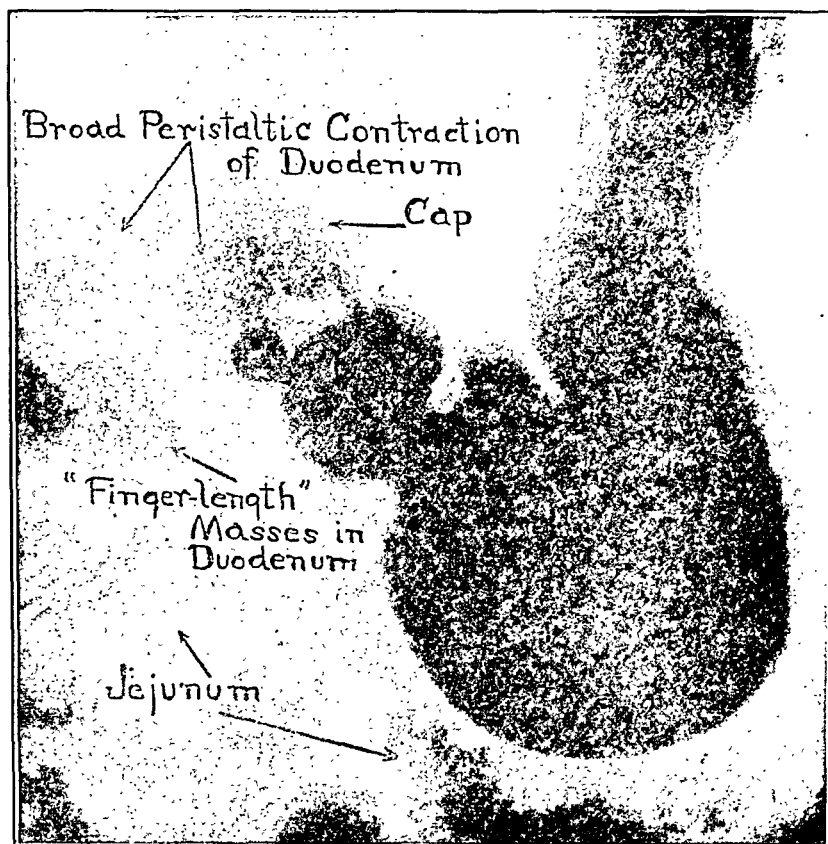 Broad Peristaltic Contraction
of Duodenum
Cap
"Finger-length"
Masses in
Duodenum
Jejunum